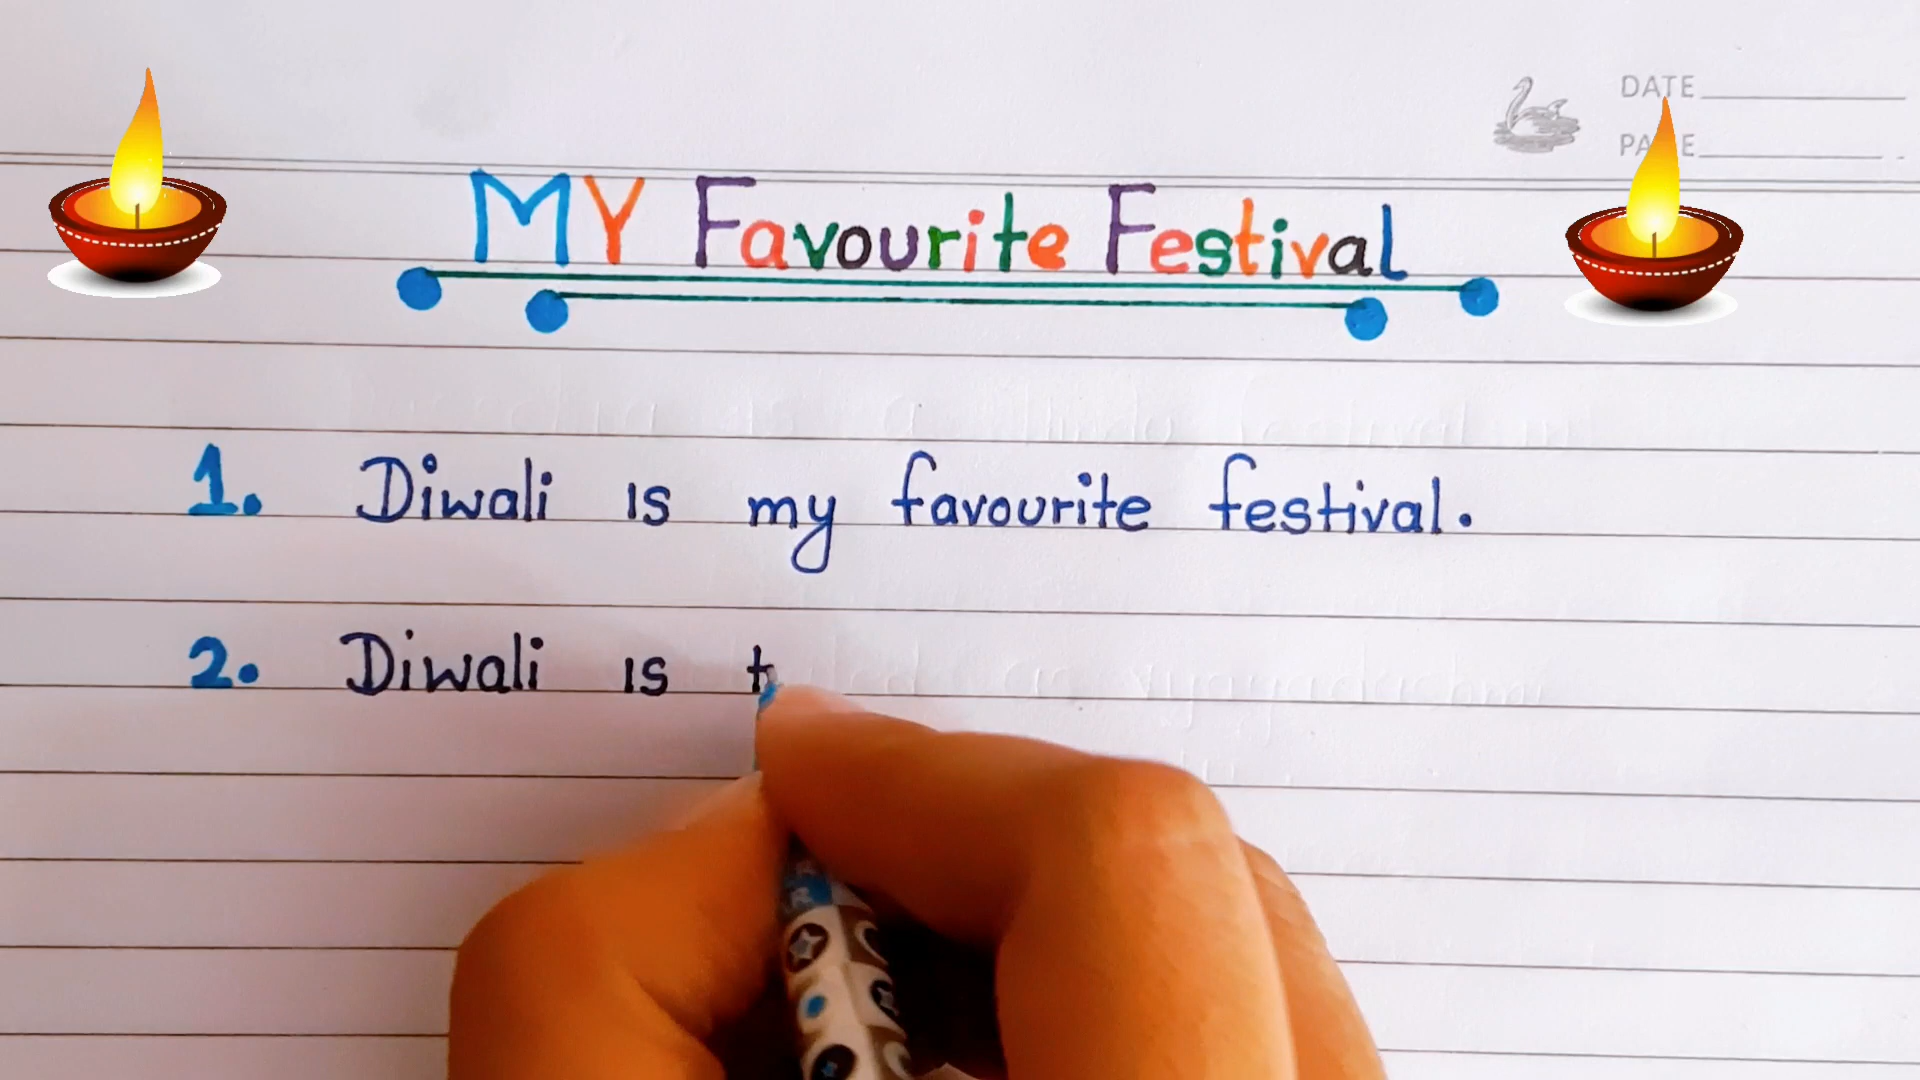 DATE
MY Favourite Festival
1. Diwali is my favourite festival.
2. Diwali is